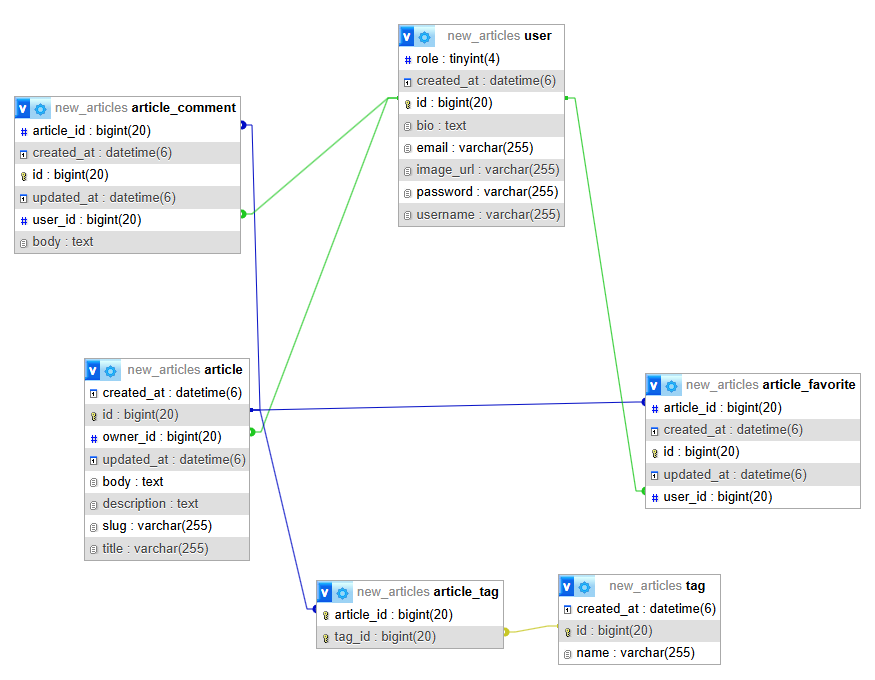 new_articles user
# role : tinyint(4)
created_at : datetime(6)
id : bigint(20)
bio : text
email : varchar(255)
image_url : varchar(255)
password : varchar(255)
username : varchar(255)
new_articles article_comment
# article_id : bigint(20)
created_at : datetime(6)
id : bigint(20)
updated_at : datetime(6)
# user_id : bigint(20)
body : text
new_articles article
created_at : datetime(6)
id : bigint(20)
# owner_id : bigint(20)
updated_at : datetime(6)
body : text
description : text
slug : varchar(255)
title : varchar(255)
new_articles article_favorite
# article_id : bigint(20)
created_at : datetime(6)
id : bigint(20)
updated_at : datetime(6)
# user_id : bigint(20)
new_articles article_tag
article_id : bigint(20)
tag_id : bigint(20)
new_articles tag
created_at : datetime(6)
id : bigint(20)
name : varchar(255)